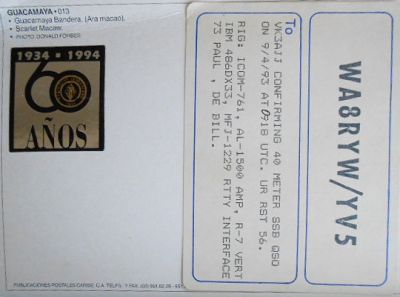 GUACAMAYA • 013
• Guacamaya Bandera. (Ara macao).
• Scarlet Macaw.
• PHOTO: DONALD FORBES
1934 • 1994
60
AÑOS
To
VK3AJJ CONFIRMING 40 METER SSB QSO
ON 9/4/93 AT 0918 UTC. UR RST 56.
RIG: ICOM-761, AL-1500 AMP, R-7 VERT
IBM 486DX33, MFJ-1229 RTTY INTERFACE
73 PAUL , DE BILL.
WA8RYW/YV5
PUBLICACIONES POSTALES CARIBE, C.A. TELFS.